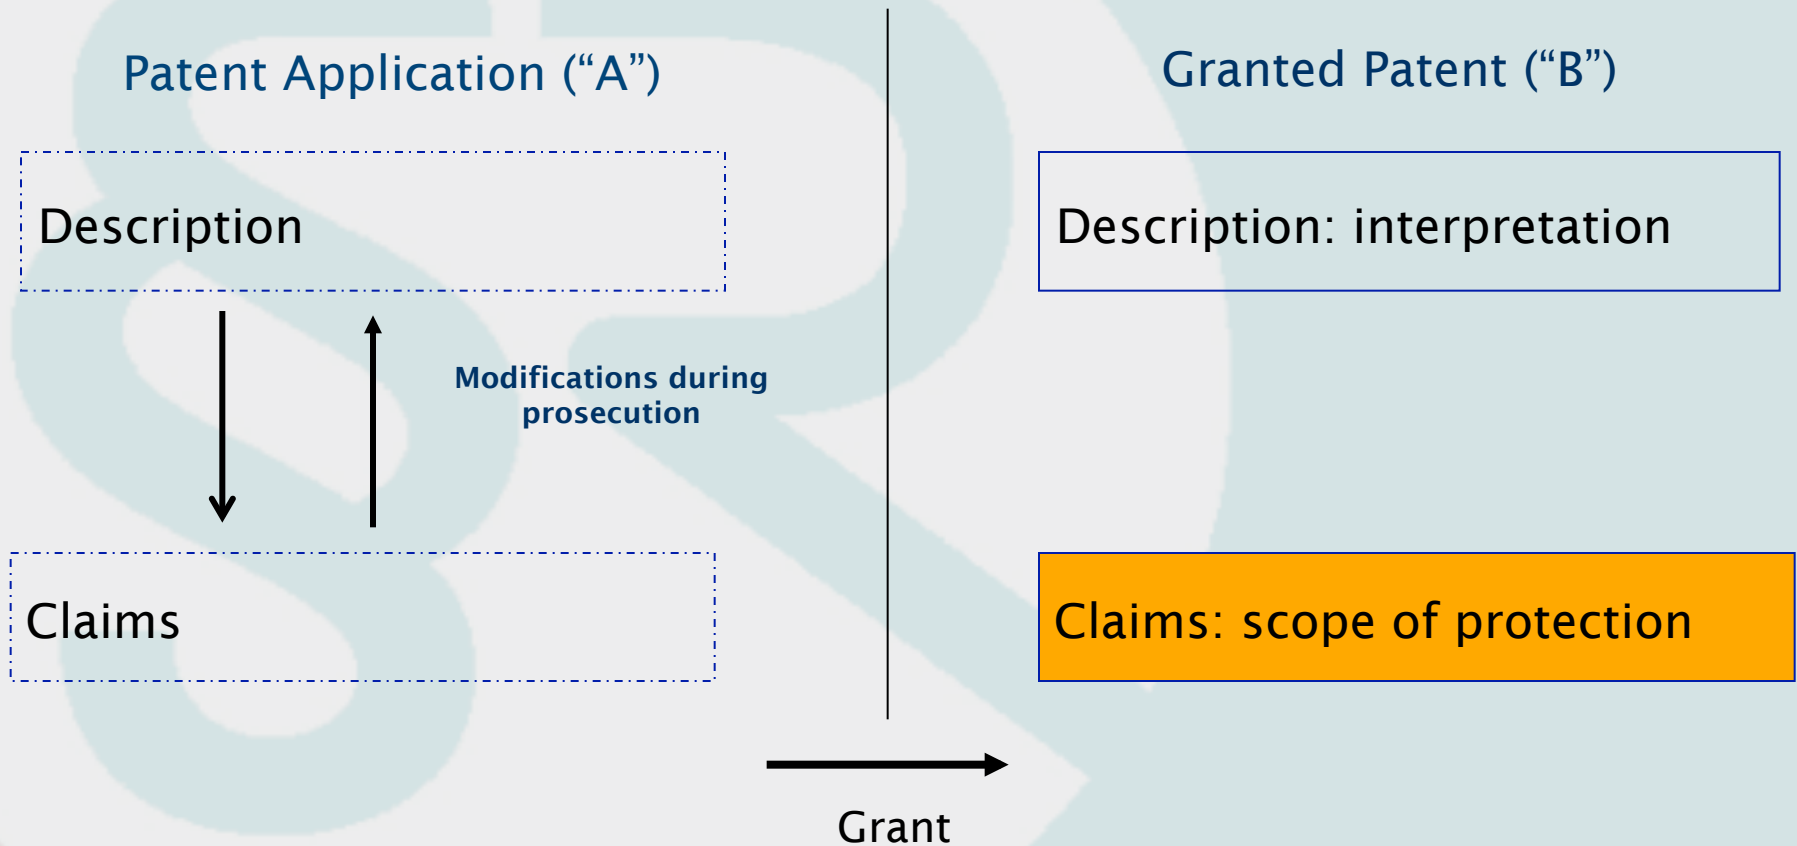 Patent Application (“A”)
Granted Patent (“B”)
Description
Description: interpretation
Modifications during
prosecution
Claims
Claims: scope of protection
Grant